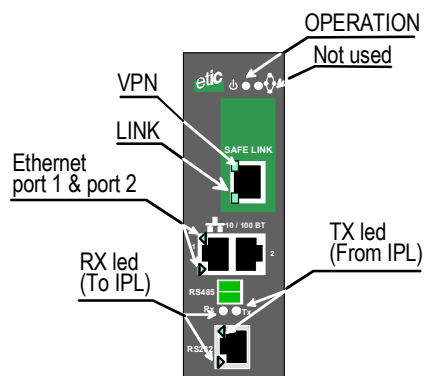 OPERATION
Not used
etic
VPN
LINK
SAFE LINK
Ethernet
port 1 & port 2
10 / 100 BT
1
2
TX led
(From IPL)
RX led
(To IPL)
RS485
Rx
Tx
RS232